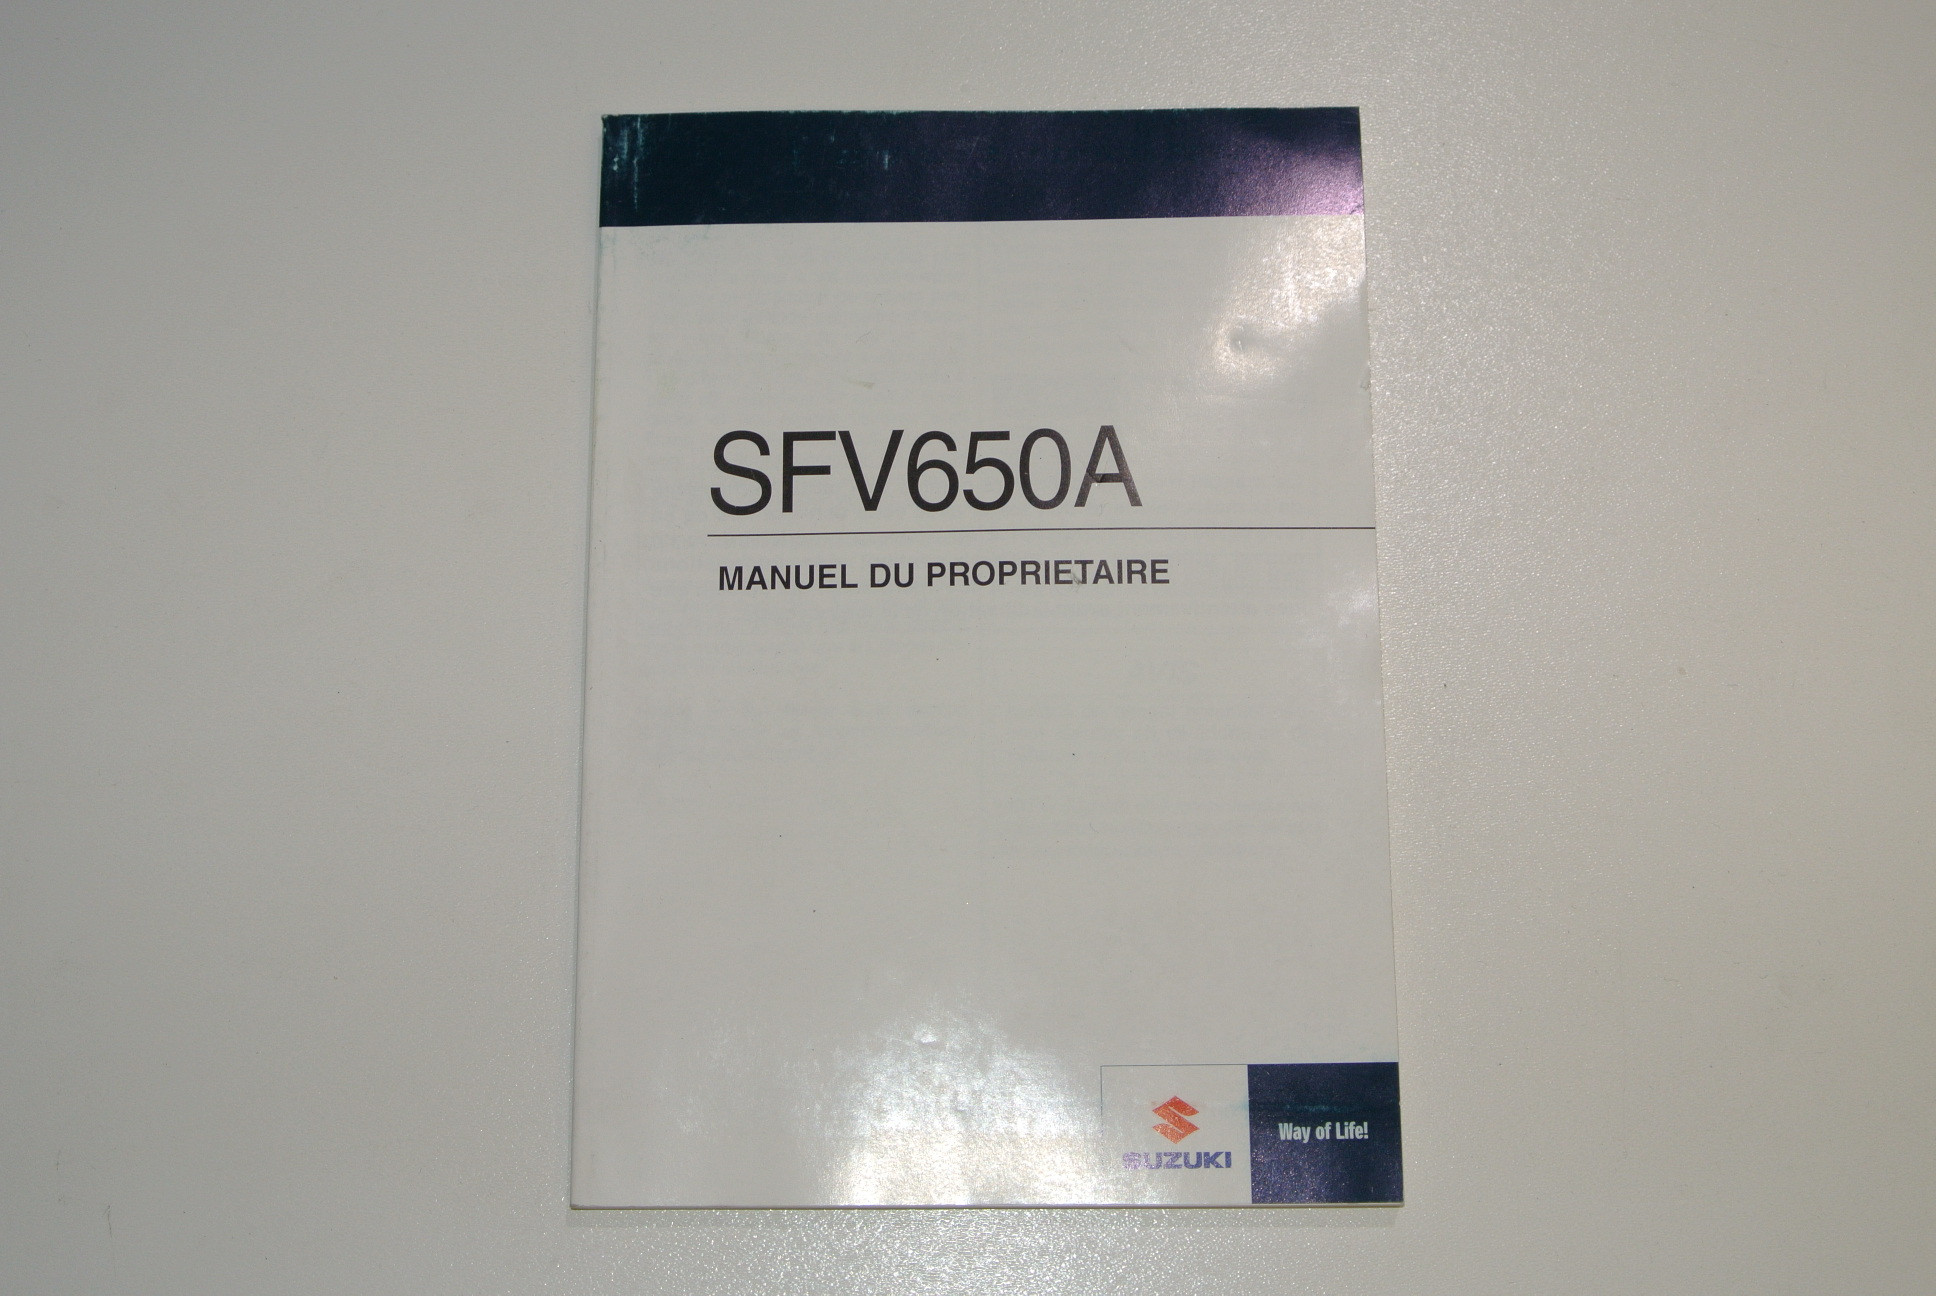 SFV650A
MANUEL DU PROPRIETAIRE
SUZUKI
Way of Life!